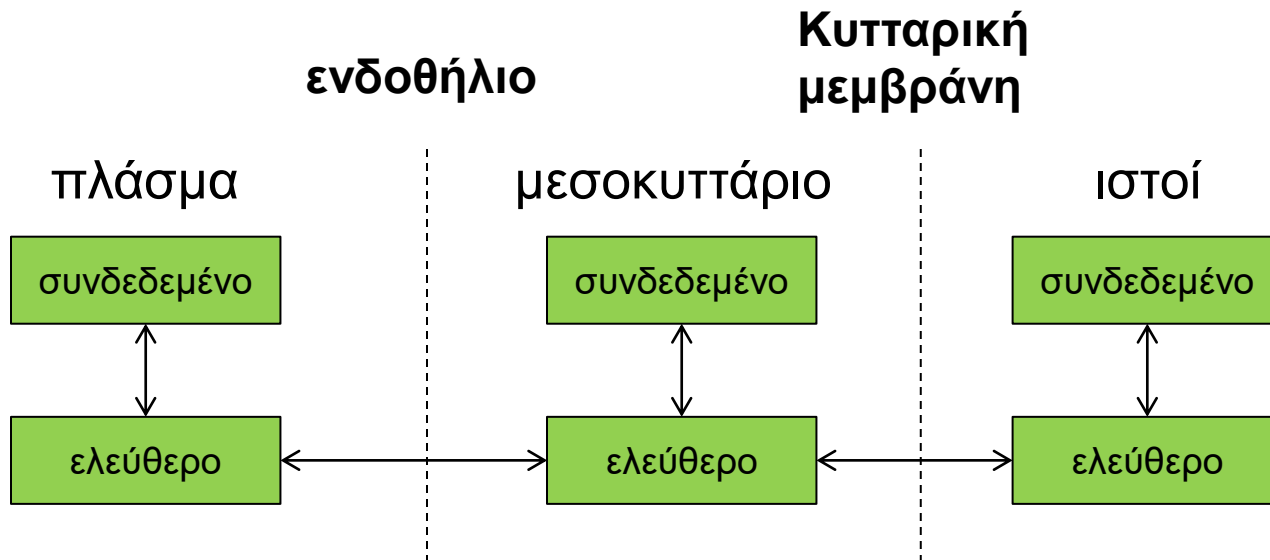 ενδοθήλιο
Κυτταρική
μεμβράνη
πλάσμα
μεσοκυττάριο
ιστοί
συνδεδεμένο
συνδεδεμένο
συνδεδεμένο
ελεύθερο
ελεύθερο
ελεύθερο